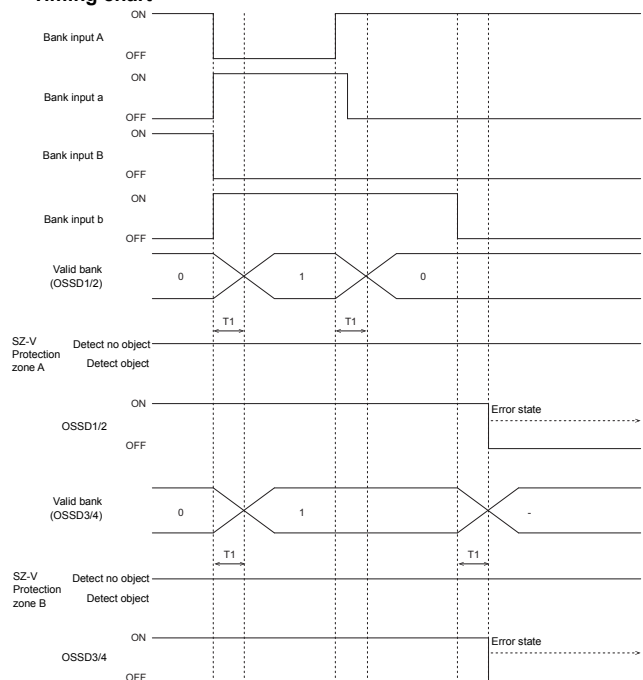 Timing chart
ON
Bank input A
OFF
ON
Bank input a
OFF
ON
Bank input B
OFF
ON
Bank input b
OFF
Valid bank
(OSSD1/2)
0
1
0
T1
T1
SZ-V
Protection
zone A
Detect no object
Detect object
ON
OSSD1/2
OFF
Error state
Valid bank
(OSSD3/4)
0
1
-
T1
T1
SZ-V
Protection
zone B
Detect no object
Detect object
ON
OSSD3/4
OFF
Error state